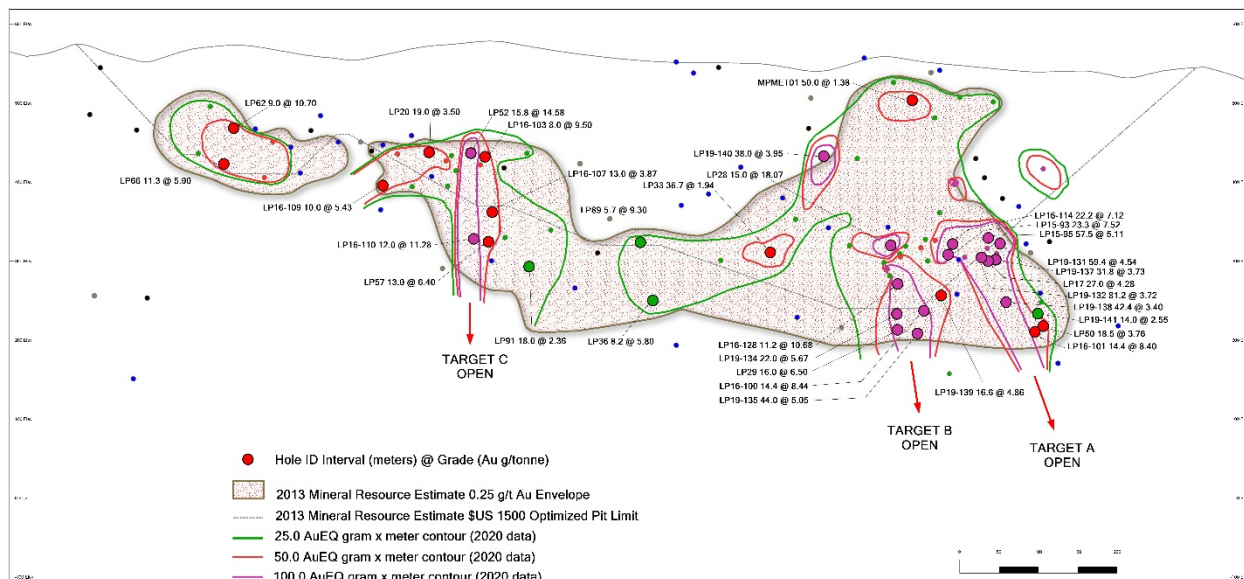 MPMET01 50.0 @ 1.38
LP62 9.0 @ 10.70
LP20 19.0 @ 3.50
LP52 15.8 @ 14.58
LP16-103 8.0 @ 9.50
LP19-140 38.0 @ 3.95
LP66 11.3 @ 5.90
LP16-107 13.0 @ 3.87
LP28 15.0 @ 18.07
LP33 36.7 @ 1.94
LP16-109 10.0 @ 5.43
LP89 5.7 @ 9.30
LP16-114 22.2 @ 7.12
LP15-93 23.3 @ 7.52
LP15-95 57.5 @ 5.11
LP16-110 12.0 @ 11.28
LP19-131 59.4 @ 4.54
LP19-137 31.8 @ 3.73
LP57 13.0 @ 6.40
LP17 27.0 @ 4.28
LP19-132 81.2 @ 3.72
LP19-138 42.4 @ 3.40
LP19-141 14.0 @ 2.55
LP50 18.5 @ 3.76
LP91 18.0 @ 2.36
LP36 8.2 @ 5.80
LP16-128 11.2 @ 10.68
LP16-101 14.4 @ 8.40
LP19-134 22.0 @ 5.67
LP29 16.0 @ 6.50
LP16-100 14.4 @ 8.44
LP19-135 44.0 @ 5.05
LP19-139 16.6 @ 4.86
TARGET C
OPEN
TARGET B
OPEN
TARGET A
OPEN
Hole ID Interval (meters) @ Grade (Au g/tonne)
2013 Mineral Resource Estimate 0.25 g/t Au Envelope
2013 Mineral Resource Estimate $US 1500 Optimized Pit Limit
25.0 AuEQ gram x meter contour (2020 data)
50.0 AuEQ gram x meter contour (2020 data)
100.0 AuEQ gram x meter contour (2020 data)